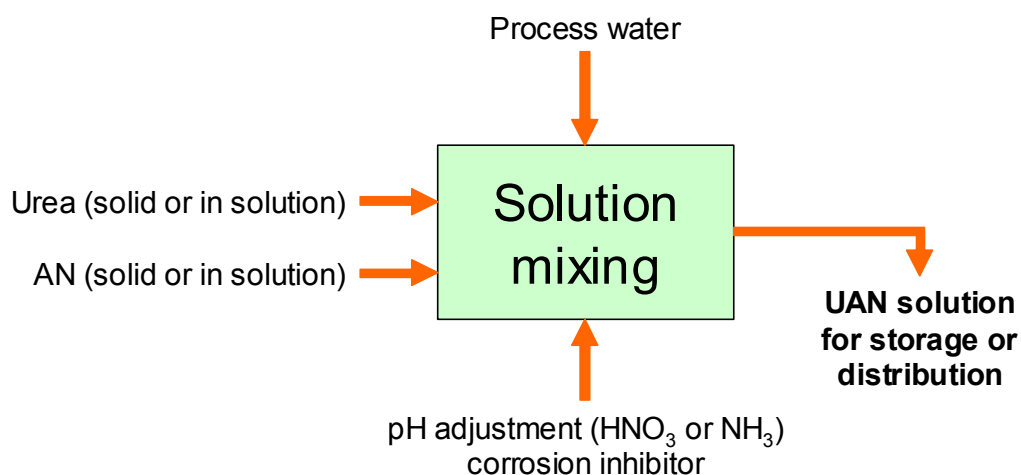 Process water
Urea (solid or in solution)
AN (solid or in solution)
Solution
mixing
UAN solution
for storage or
distribution
pH adjustment (HNO₃ or NH₃)
corrosion inhibitor